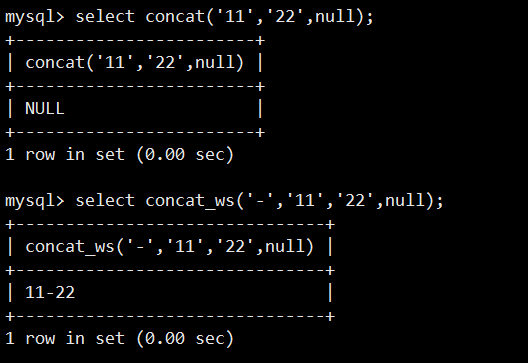 mysql> select concat('11','22',null);
+------------------------+
| concat('11','22',null) |
+------------------------+
| NULL                   |
+------------------------+
1 row in set (0.00 sec)

mysql> select concat_ws('-','11','22',null);
+-------------------------------+
| concat_ws('-','11','22',null) |
+-------------------------------+
| 11-22                         |
+-------------------------------+
1 row in set (0.00 sec)